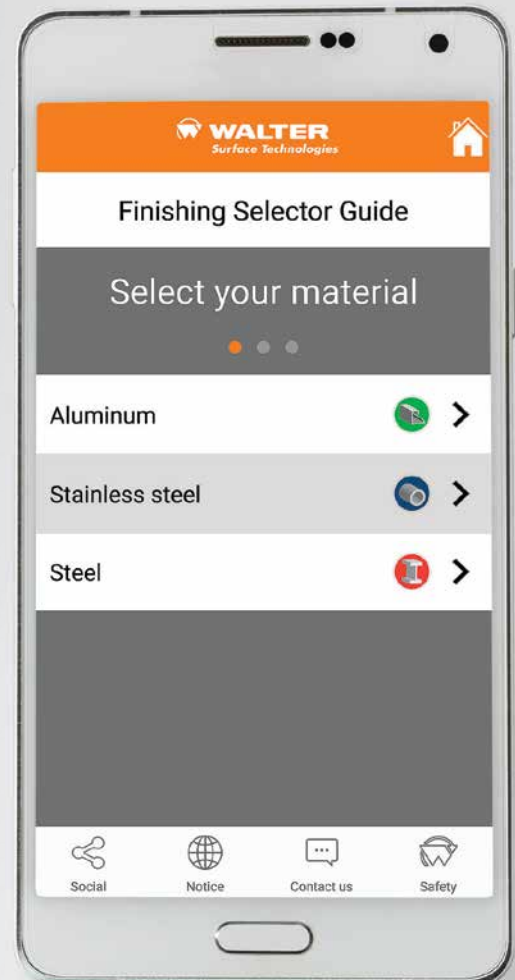 WALTER
Surface Technologies
Finishing Selector Guide
Select your material
Aluminum
Stainless steel
Steel
Social
Notice
Contact us
Safety